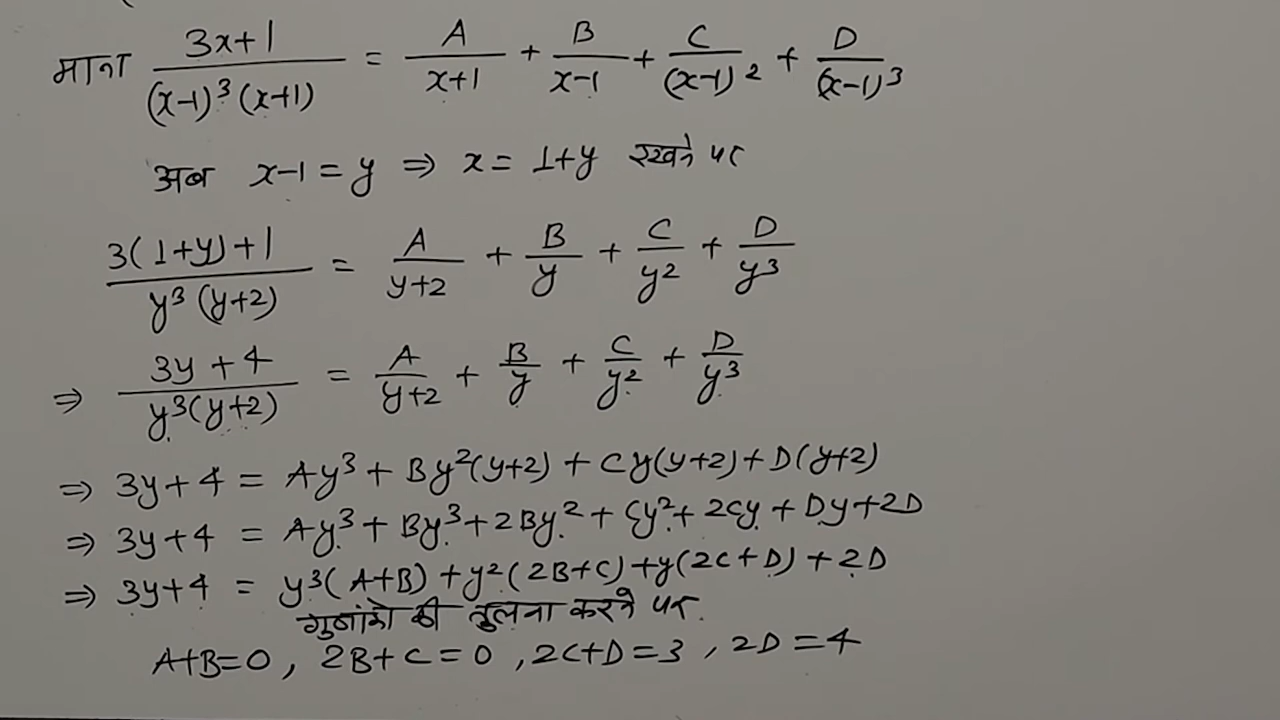 माना (3x+1)/((x-1)³(x+1)) = A/(x+1) + B/(x-1) + C/(x-1)² + D/(x-1)³
अब x-1 = y ⇒ x = 1+y रखने पर
(3(1+y)+1)/(y³(y+2)) = A/(y+2) + B/y + C/y² + D/y³
⇒ (3y+4)/(y³(y+2)) = A/(y+2) + B/y + C/y² + D/y³
⇒ 3y+4 = Ay³ + By²(y+2) + Cy(y+2) + D(y+2)
⇒ 3y+4 = Ay³ + By³ + 2By² + Cy² + 2Cy + Dy + 2D
⇒ 3y+4 = y³(A+B) + y²(2B+C) + y(2C+D) + 2D
गुणांको की तुलना करने पर.
A+B=0, 2B+C=0, 2C+D=3, 2D=4